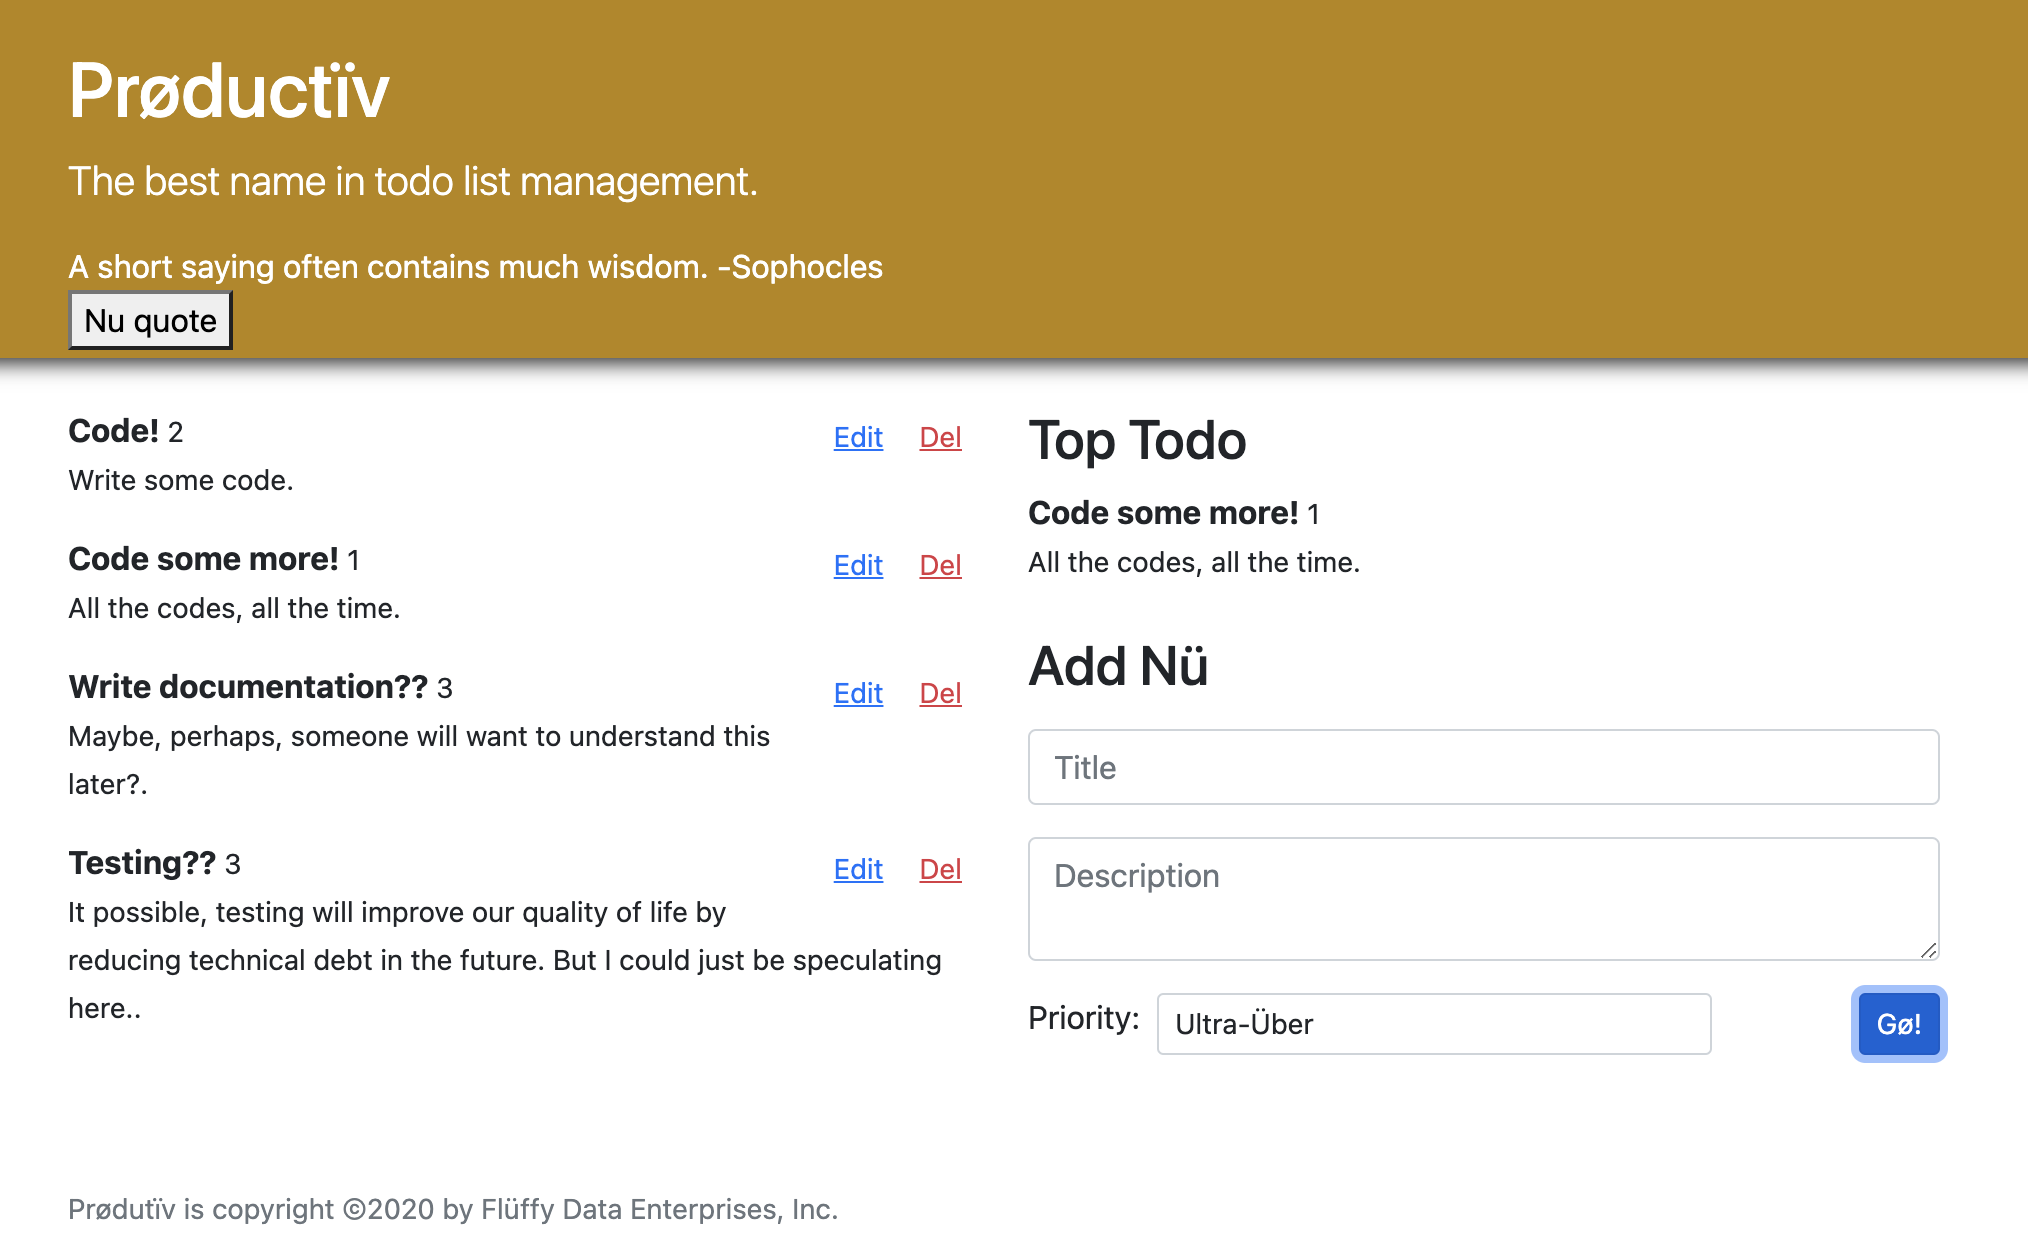 Prøductïv
The best name in todo list management.
A short saying often contains much wisdom. -Sophocles
Nu quote
Code! 2
Edit Del
Write some code.
Code some more! 1
Edit Del
All the codes, all the time.
Write documentation?? 3
Edit Del
Maybe, perhaps, someone will want to understand this
later?.
Testing?? 3
Edit Del
It possible, testing will improve our quality of life by
reducing technical debt in the future. But I could just be speculating
here..
Top Todo
Code some more! 1
All the codes, all the time.
Add Nü
Title
Description
Priority: Ultra-Über
Gø!
Prødutïv is copyright ©2020 by Flüffy Data Enterprises, Inc.